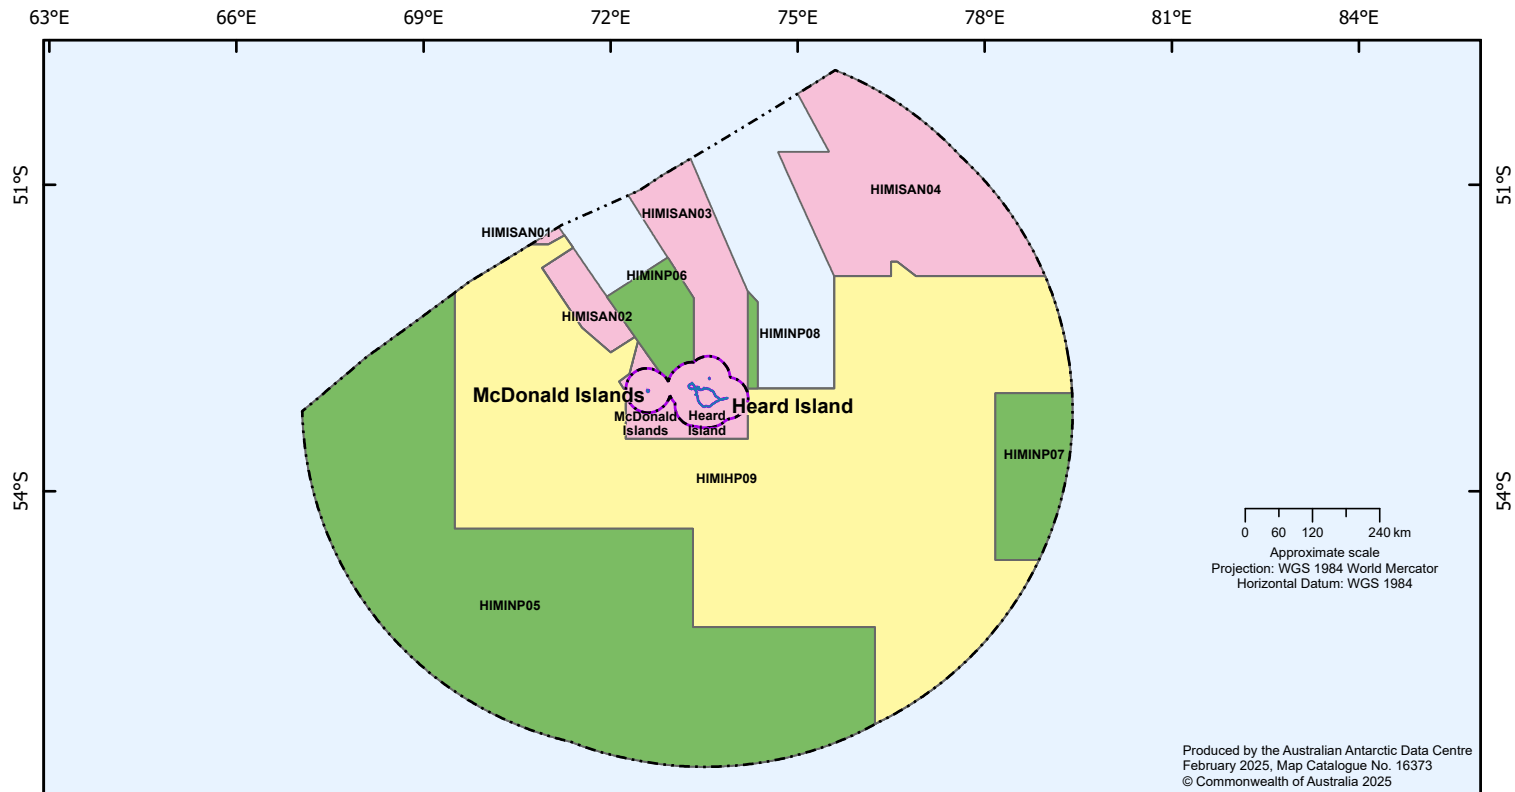 63°E 66°E 69°E 72°E 75°E 78°E 81°E 84°E
51°S 51°S
HIMISAN04
HIMISAN03
HIMISAN01
HIMINP06
HIMISAN02
HIMINP08
McDonald Islands
Heard Island
McDonald
Islands
Heard
Island
HIMINP07
HIMIHP09
54°S 54°S
0 60 120 240 km
Approximate scale
Projection: WGS 1984 World Mercator
Horizontal Datum: WGS 1984
HIMINP05
Produced by the Australian Antarctic Data Centre
February 2025, Map Catalogue No. 16373
© Commonwealth of Australia 2025